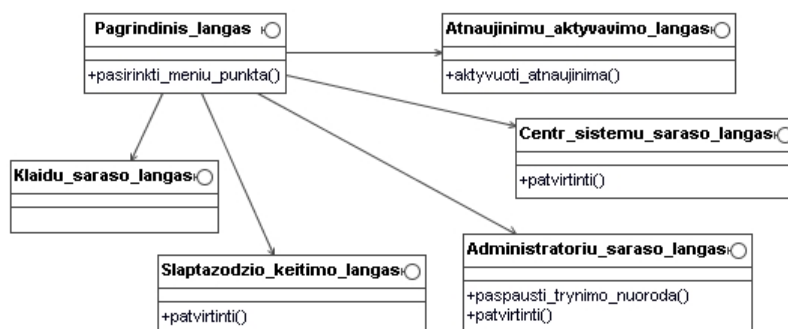 Pagrindinis_langas
+pasirinkti_meniu_punkta()
Atnaujinimu_aktyvavimo_langas
+aktyvuoti_atnaujinima()
Centr_sistemu_saraso_langas
+patvirtinti()
Klaidu_saraso_langas
Slaptazodzio_keitimo_langas
+patvirtinti()
Administratoriu_saraso_langas
+paspausti_trynimo_nuoroda()
+patvirtinti()